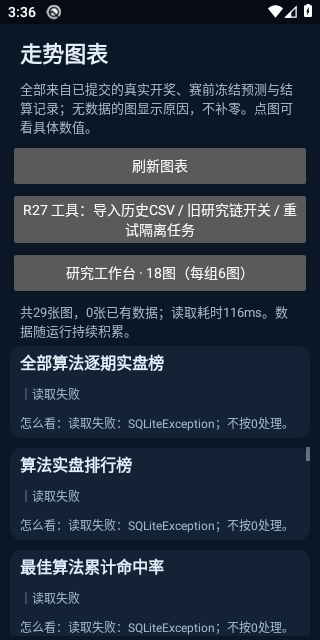 3:36
走势图表
全部来自已提交的真实开奖、赛前冻结预测与结
算记录；无数据的图显示原因，不补零。点图可
看具体数值。
刷新图表
R27 工具：导入历史CSV / 旧研究链开关 / 重
试隔离任务
研究工作台 · 18图（每组6图）
共29张图，0张已有数据；读取耗时116ms。数
据随运行持续积累。
全部算法逐期实盘榜
｜读取失败
怎么看：读取失败：SQLiteException；不按0处理。
算法实盘排行榜
｜读取失败
怎么看：读取失败：SQLiteException；不按0处理。
最佳算法累计命中率
｜读取失败
怎么看：读取失败：SQLiteException；不按0处理。